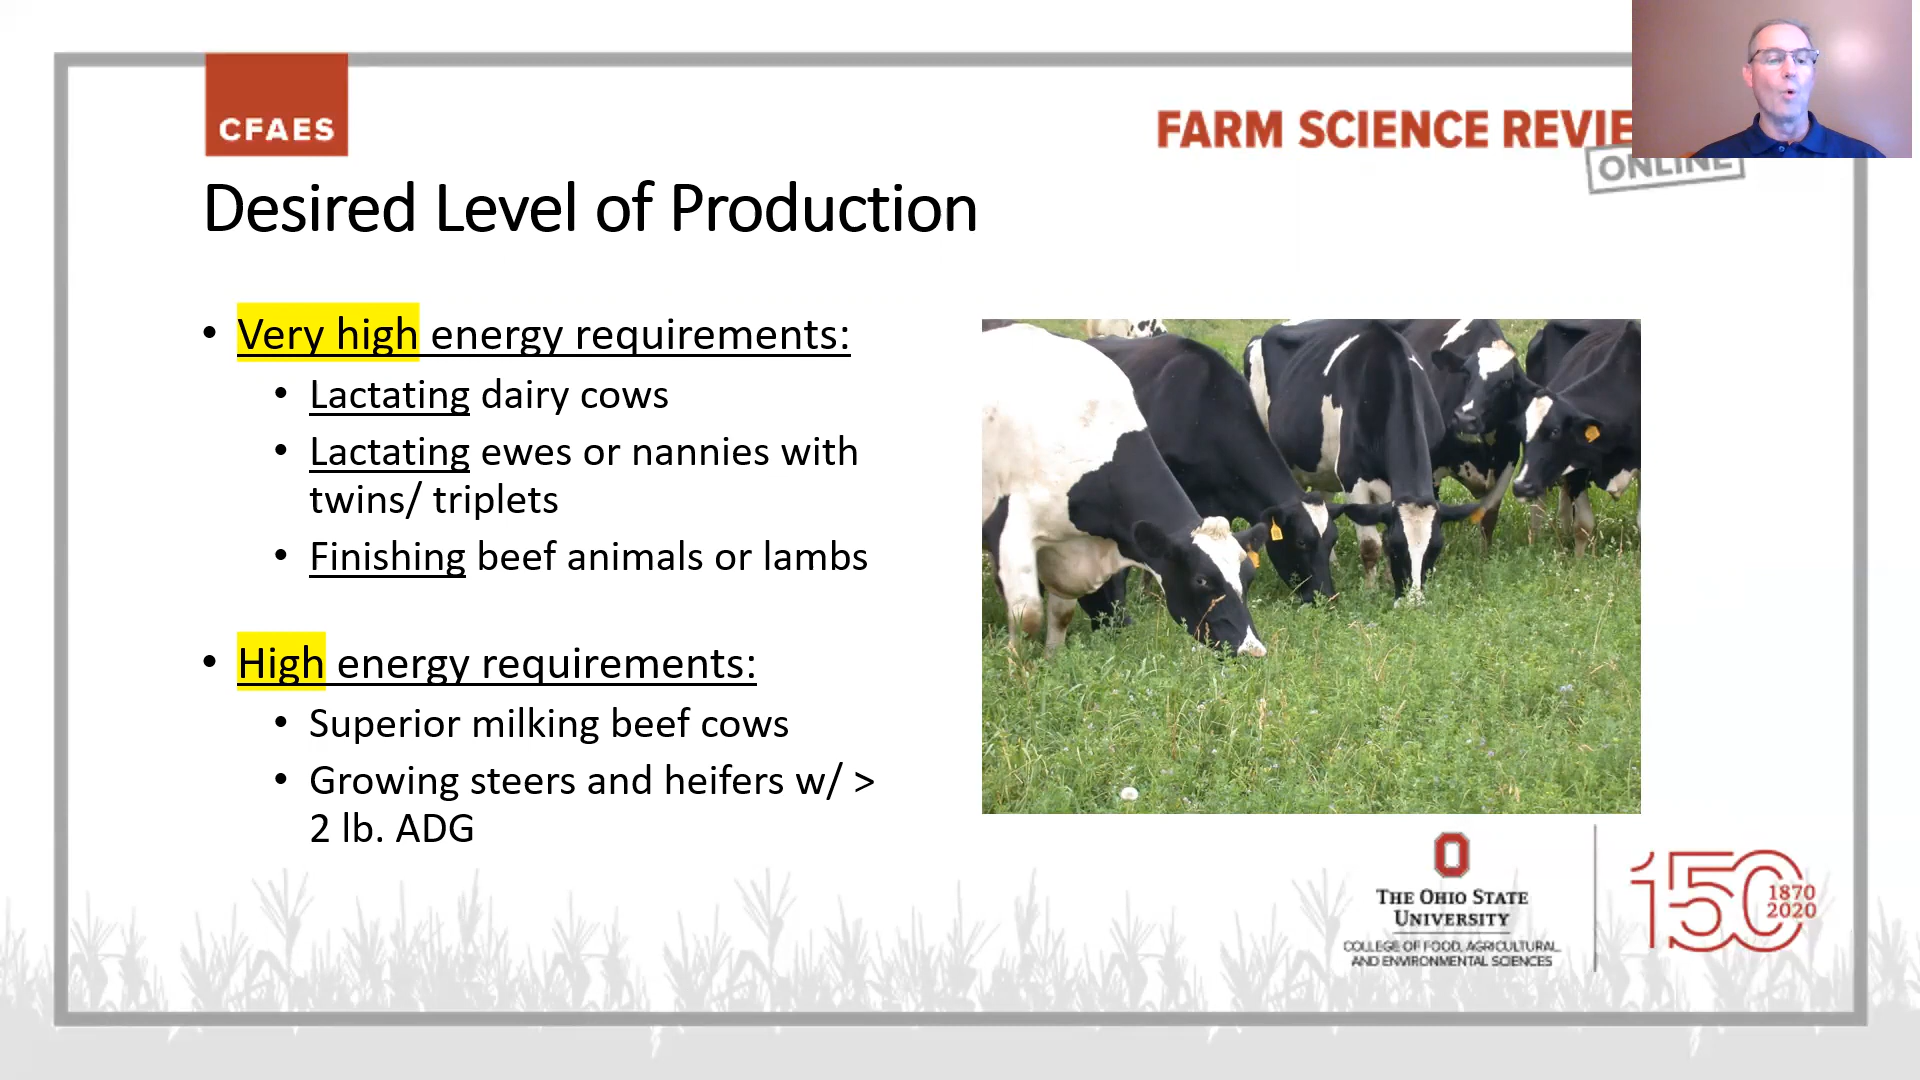 CFAES
FARM SCIENCE REVIE
ONLINE
Desired Level of Production
• Very high energy requirements:
• Lactating dairy cows
• Lactating ewes or nannies with
twins/ triplets
• Finishing beef animals or lambs
• High energy requirements:
• Superior milking beef cows
• Growing steers and heifers w/ >
2 lb. ADG
THE OHIO STATE
UNIVERSITY
COLLEGE OF FOOD, AGRICULTURAL,
AND ENVIRONMENTAL SCIENCES
150
1870
2020